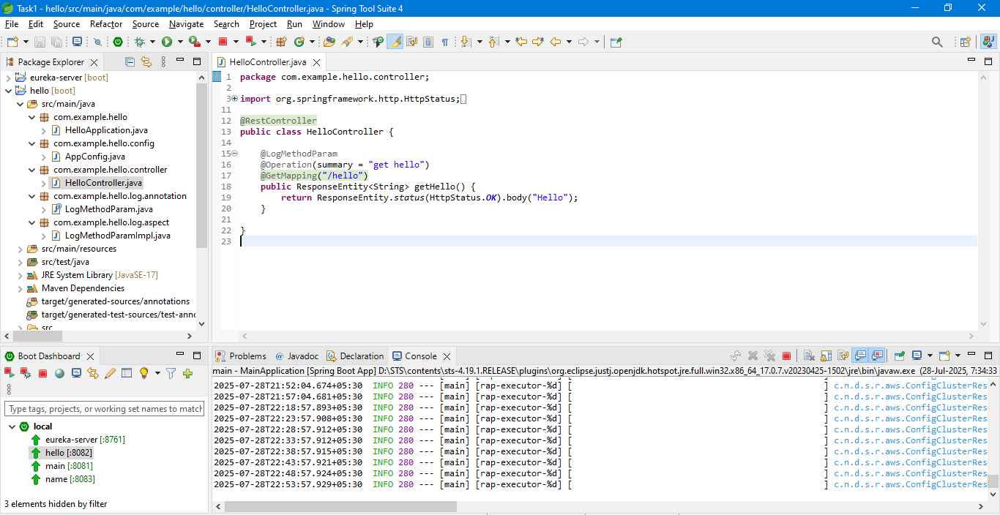 Task1 - hello/src/main/java/com/example/hello/controller/HelloController.java - Spring Tool Suite 4
File Edit Source Refactor Source Navigate Search Project Run Window Help
Package Explorer
eureka-server [boot]
hello [boot]
src/main/java
com.example.hello
HelloApplication.java
com.example.hello.config
AppConfig.java
com.example.hello.controller
HelloController.java
com.example.hello.log.annotation
LogMethodParam.java
com.example.hello.log.aspect
LogMethodParamImpl.java
src/main/resources
src/test/java
JRE System Library [JavaSE-17]
Maven Dependencies
target/generated-sources/annotations
target/generated-test-sources/test-anno
src
HelloController.java
1 package com.example.hello.controller;
2
3 import org.springframework.http.HttpStatus;
11
12 @RestController
13 public class HelloController {
14
15 @LogMethodParam
16 @Operation(summary = "get hello")
17 @GetMapping("/hello")
18 public ResponseEntity<String> getHello() {
19 return ResponseEntity.status(HttpStatus.OK).body("Hello");
20 }
21
22 }
23
Boot Dashboard
Type tags, projects, or working set names to match
local
eureka-server [:8761]
hello [:8082]
main [:8081]
name [:8083]
3 elements hidden by filter
Problems @ Javadoc Declaration Console
main - MainApplication [Spring Boot App] D:\STS\contents\sts-4.19.1.RELEASE\plugins\org.eclipse.justj.openjdk.hotspot.jre.full.win32.x86_64_17.0.7.v20230425-1502\jre\bin\javaw.exe (28-Jul-2025, 7:34:33
2025-07-28T21:52:04.674+05:30 INFO 280 --- [main] [rap-executor-%d] [ ] c.n.d.s.r.aws.ConfigClusterRes
2025-07-28T21:57:04.681+05:30 INFO 280 --- [main] [rap-executor-%d] [ ] c.n.d.s.r.aws.ConfigClusterRes
2025-07-28T22:18:57.893+05:30 INFO 280 --- [main] [rap-executor-%d] [ ] c.n.d.s.r.aws.ConfigClusterRes
2025-07-28T22:23:57.908+05:30 INFO 280 --- [main] [rap-executor-%d] [ ] c.n.d.s.r.aws.ConfigClusterRes
2025-07-28T22:28:57.912+05:30 INFO 280 --- [main] [rap-executor-%d] [ ] c.n.d.s.r.aws.ConfigClusterRes
2025-07-28T22:33:57.912+05:30 INFO 280 --- [main] [rap-executor-%d] [ ] c.n.d.s.r.aws.ConfigClusterRes
2025-07-28T22:38:57.915+05:30 INFO 280 --- [main] [rap-executor-%d] [ ] c.n.d.s.r.aws.ConfigClusterRes
2025-07-28T22:43:57.921+05:30 INFO 280 --- [main] [rap-executor-%d] [ ] c.n.d.s.r.aws.ConfigClusterRes
2025-07-28T22:48:57.924+05:30 INFO 280 --- [main] [rap-executor-%d] [ ] c.n.d.s.r.aws.ConfigClusterRes
2025-07-28T22:53:57.929+05:30 INFO 280 --- [main] [rap-executor-%d] [ ] c.n.d.s.r.aws.ConfigClusterRes